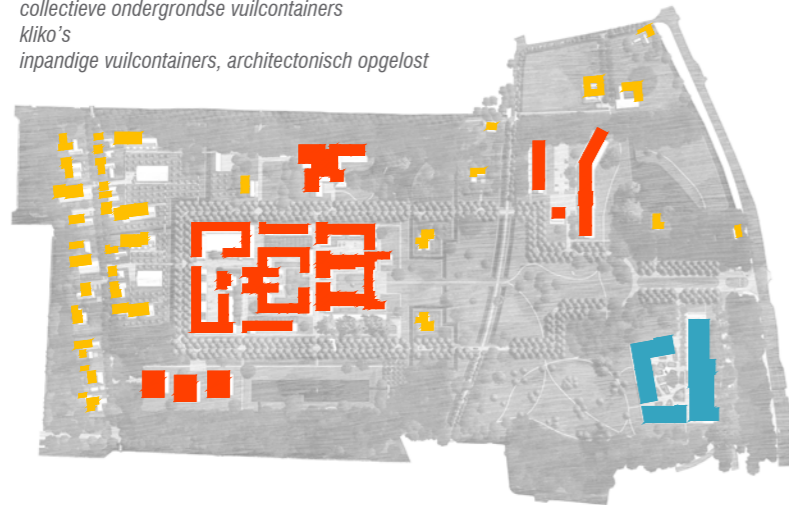 collectieve ondergrondse vuilcontainers
kliko's
inpandige vuilcontainers, architectonisch opgelost